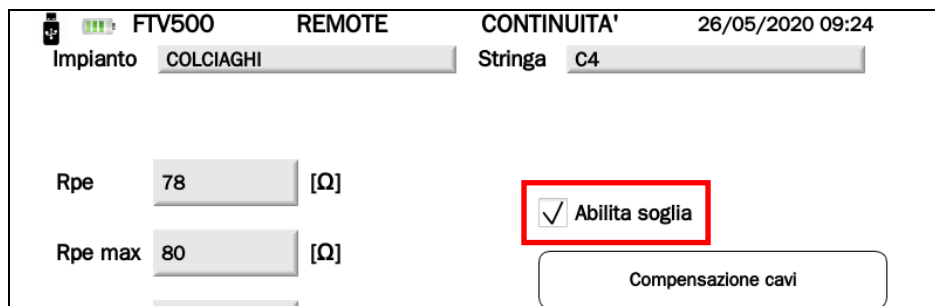 FTV500 REMOTE CONTINUITA' 26/05/2020 09:24
Impianto COLCIAGHI Stringa C4
Rpe 78 [Ω]
Abilita soglia
Rpe max 80 [Ω]
Compensazione cavi